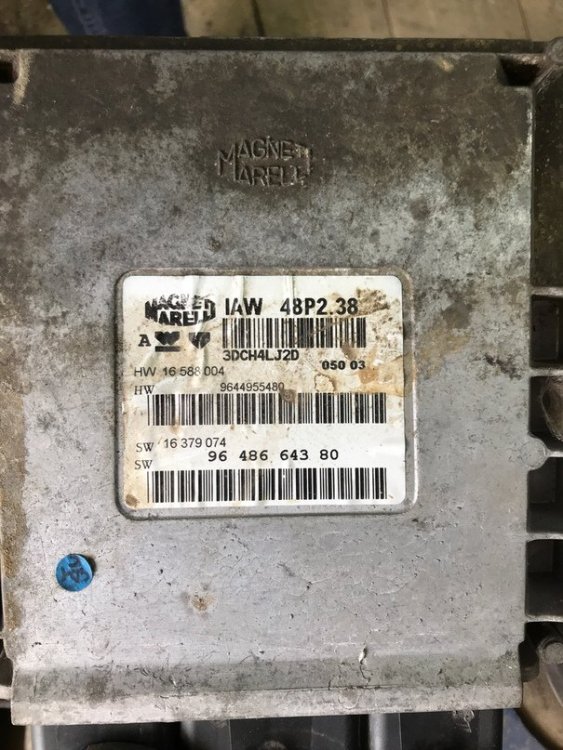 MAGNETI
MARELLI
MAGNETI
MARELLI
IAW 48P2.38
A
3DCH4LJ2D
050 03
HW 16 588 004
HW 9644955480
SW 16 379 074
SW 96 486 643 80